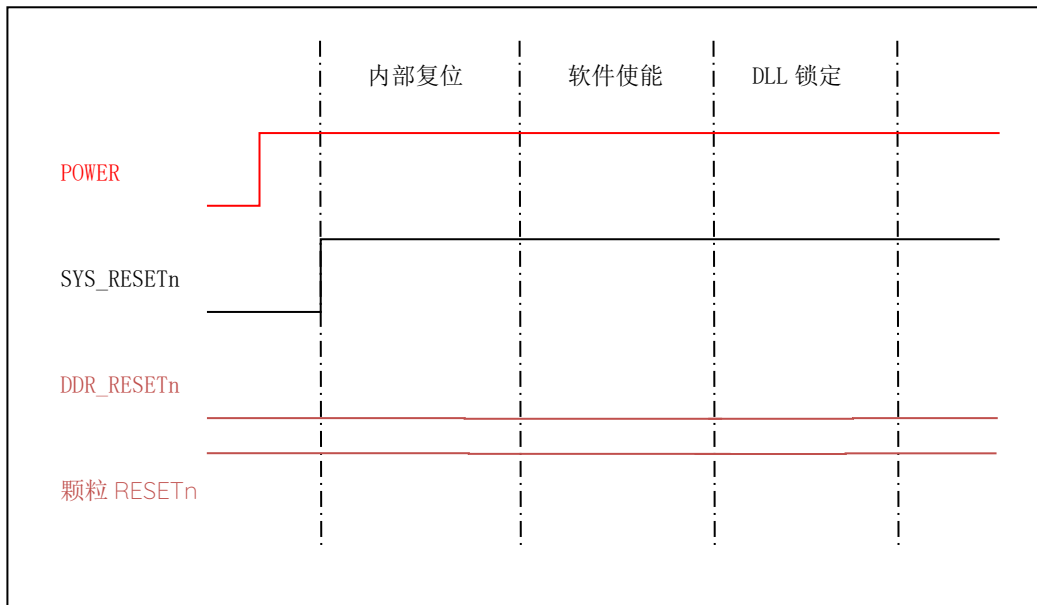 内部复位
软件使能
DLL 锁定
POWER
SYS_RESETn
DDR_RESETn
颗粒 RESETn